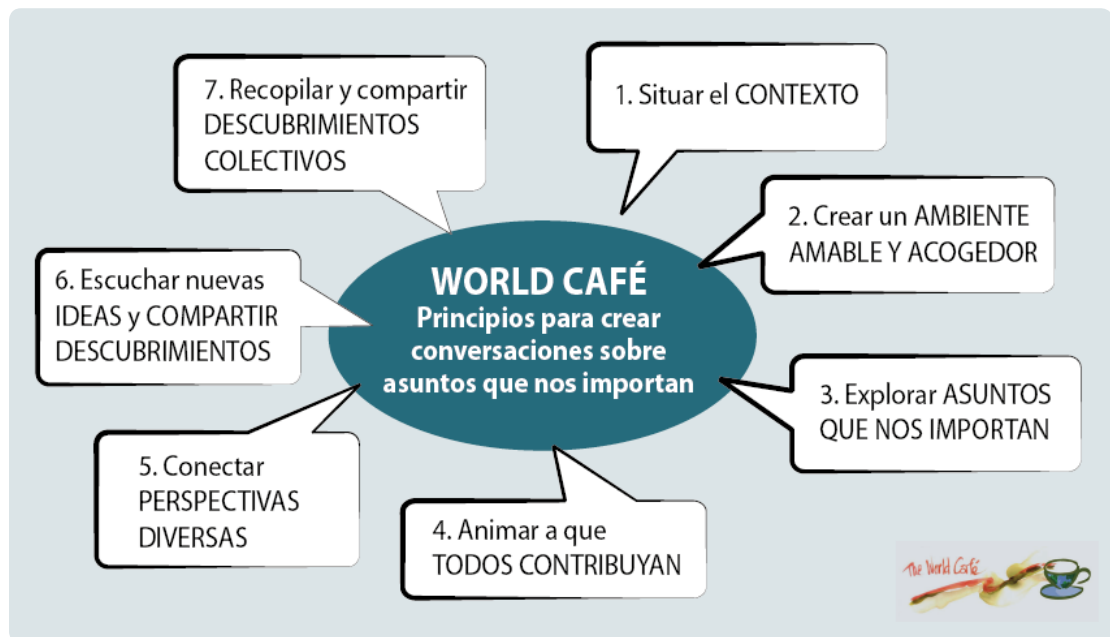 WORLD CAFÉ
Principios para crear
conversaciones sobre
asuntos que nos importan
1. Situar el CONTEXTO
2. Crear un AMBIENTE
AMABLE Y ACOGEDOR
3. Explorar ASUNTOS
QUE NOS IMPORTAN
4. Animar a que
TODOS CONTRIBUYAN
5. Conectar
PERSPECTIVAS
DIVERSAS
6. Escuchar nuevas
IDEAS y COMPARTIR
DESCUBRIMIENTOS
7. Recopilar y compartir
DESCUBRIMIENTOS
COLECTIVOS
The World Café